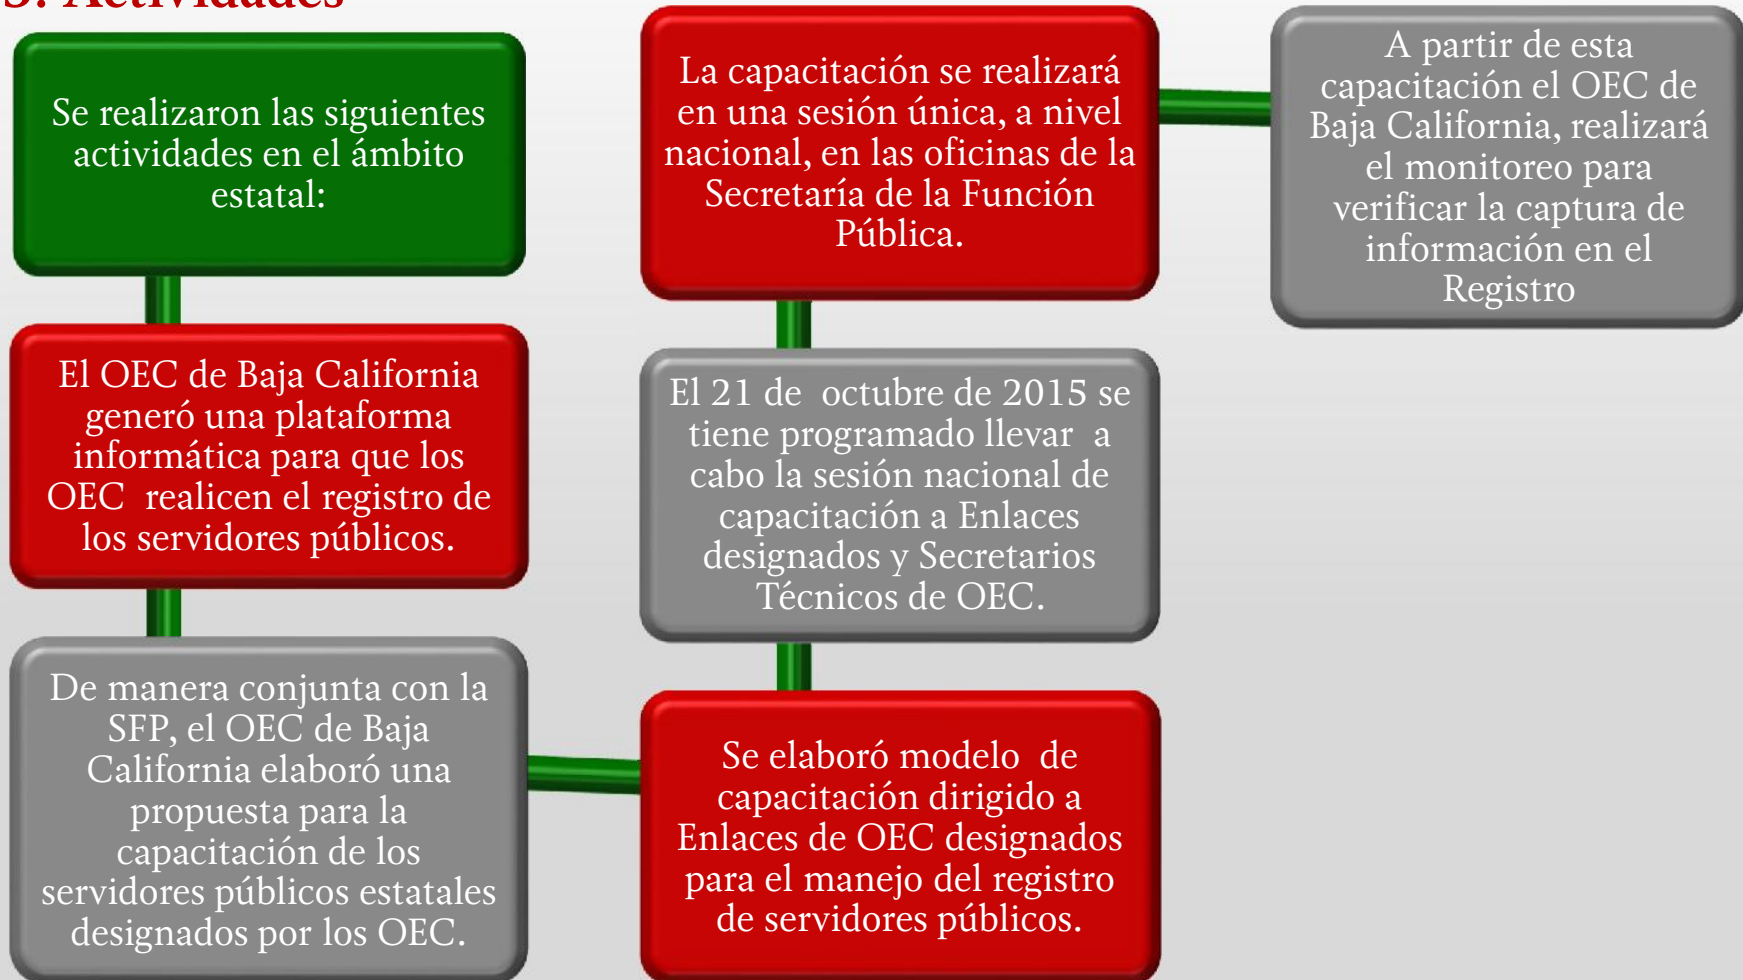 3. Actividades
Se realizaron las siguientes
actividades en el ámbito
estatal:
El OEC de Baja California
generó una plataforma
informática para que los
OEC  realicen el registro de
los servidores públicos.
De manera conjunta con la
SFP, el OEC de Baja
California elaboró una
propuesta para la
capacitación de los
servidores públicos estatales
designados por los OEC.
Se elaboró modelo  de
capacitación dirigido a
Enlaces de OEC designados
para el manejo del registro
de servidores públicos.
El 21 de  octubre de 2015 se
tiene programado llevar  a
cabo la sesión nacional de
capacitación a Enlaces
designados y Secretarios
Técnicos de OEC.
La capacitación se realizará
en una sesión única, a nivel
nacional, en las oficinas de la
Secretaría de la Función
Pública.
A partir de esta
capacitación el OEC de
Baja California, realizará
el monitoreo para
verificar la captura de
información en el
Registro